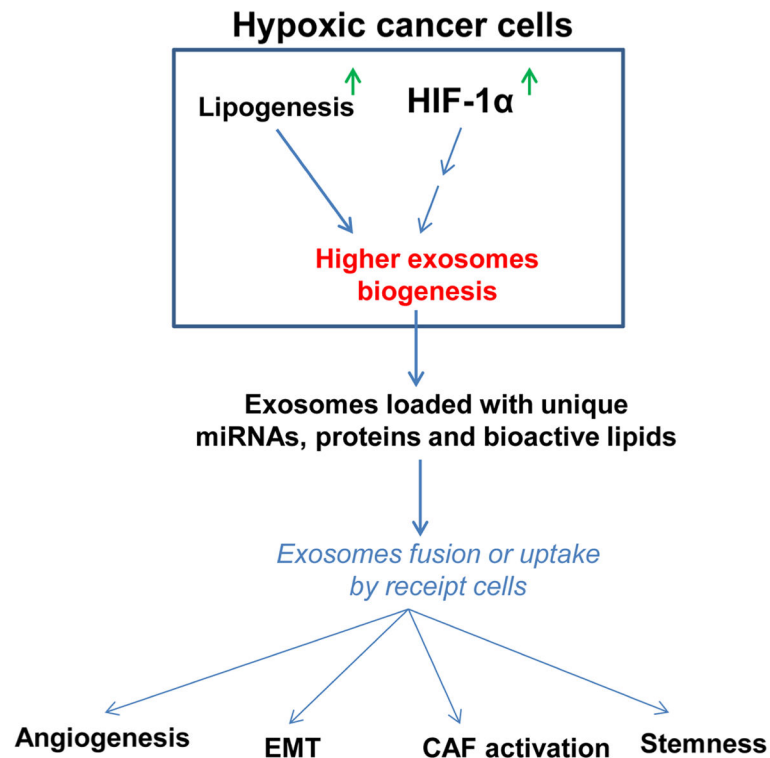 Hypoxic cancer cells
Lipogenesis
HIF-1α
Higher exosomes
biogenesis
Exosomes loaded with unique
miRNAs, proteins and bioactive lipids
Exosomes fusion or uptake
by receipt cells
Angiogenesis
EMT
CAF activation
Stemness